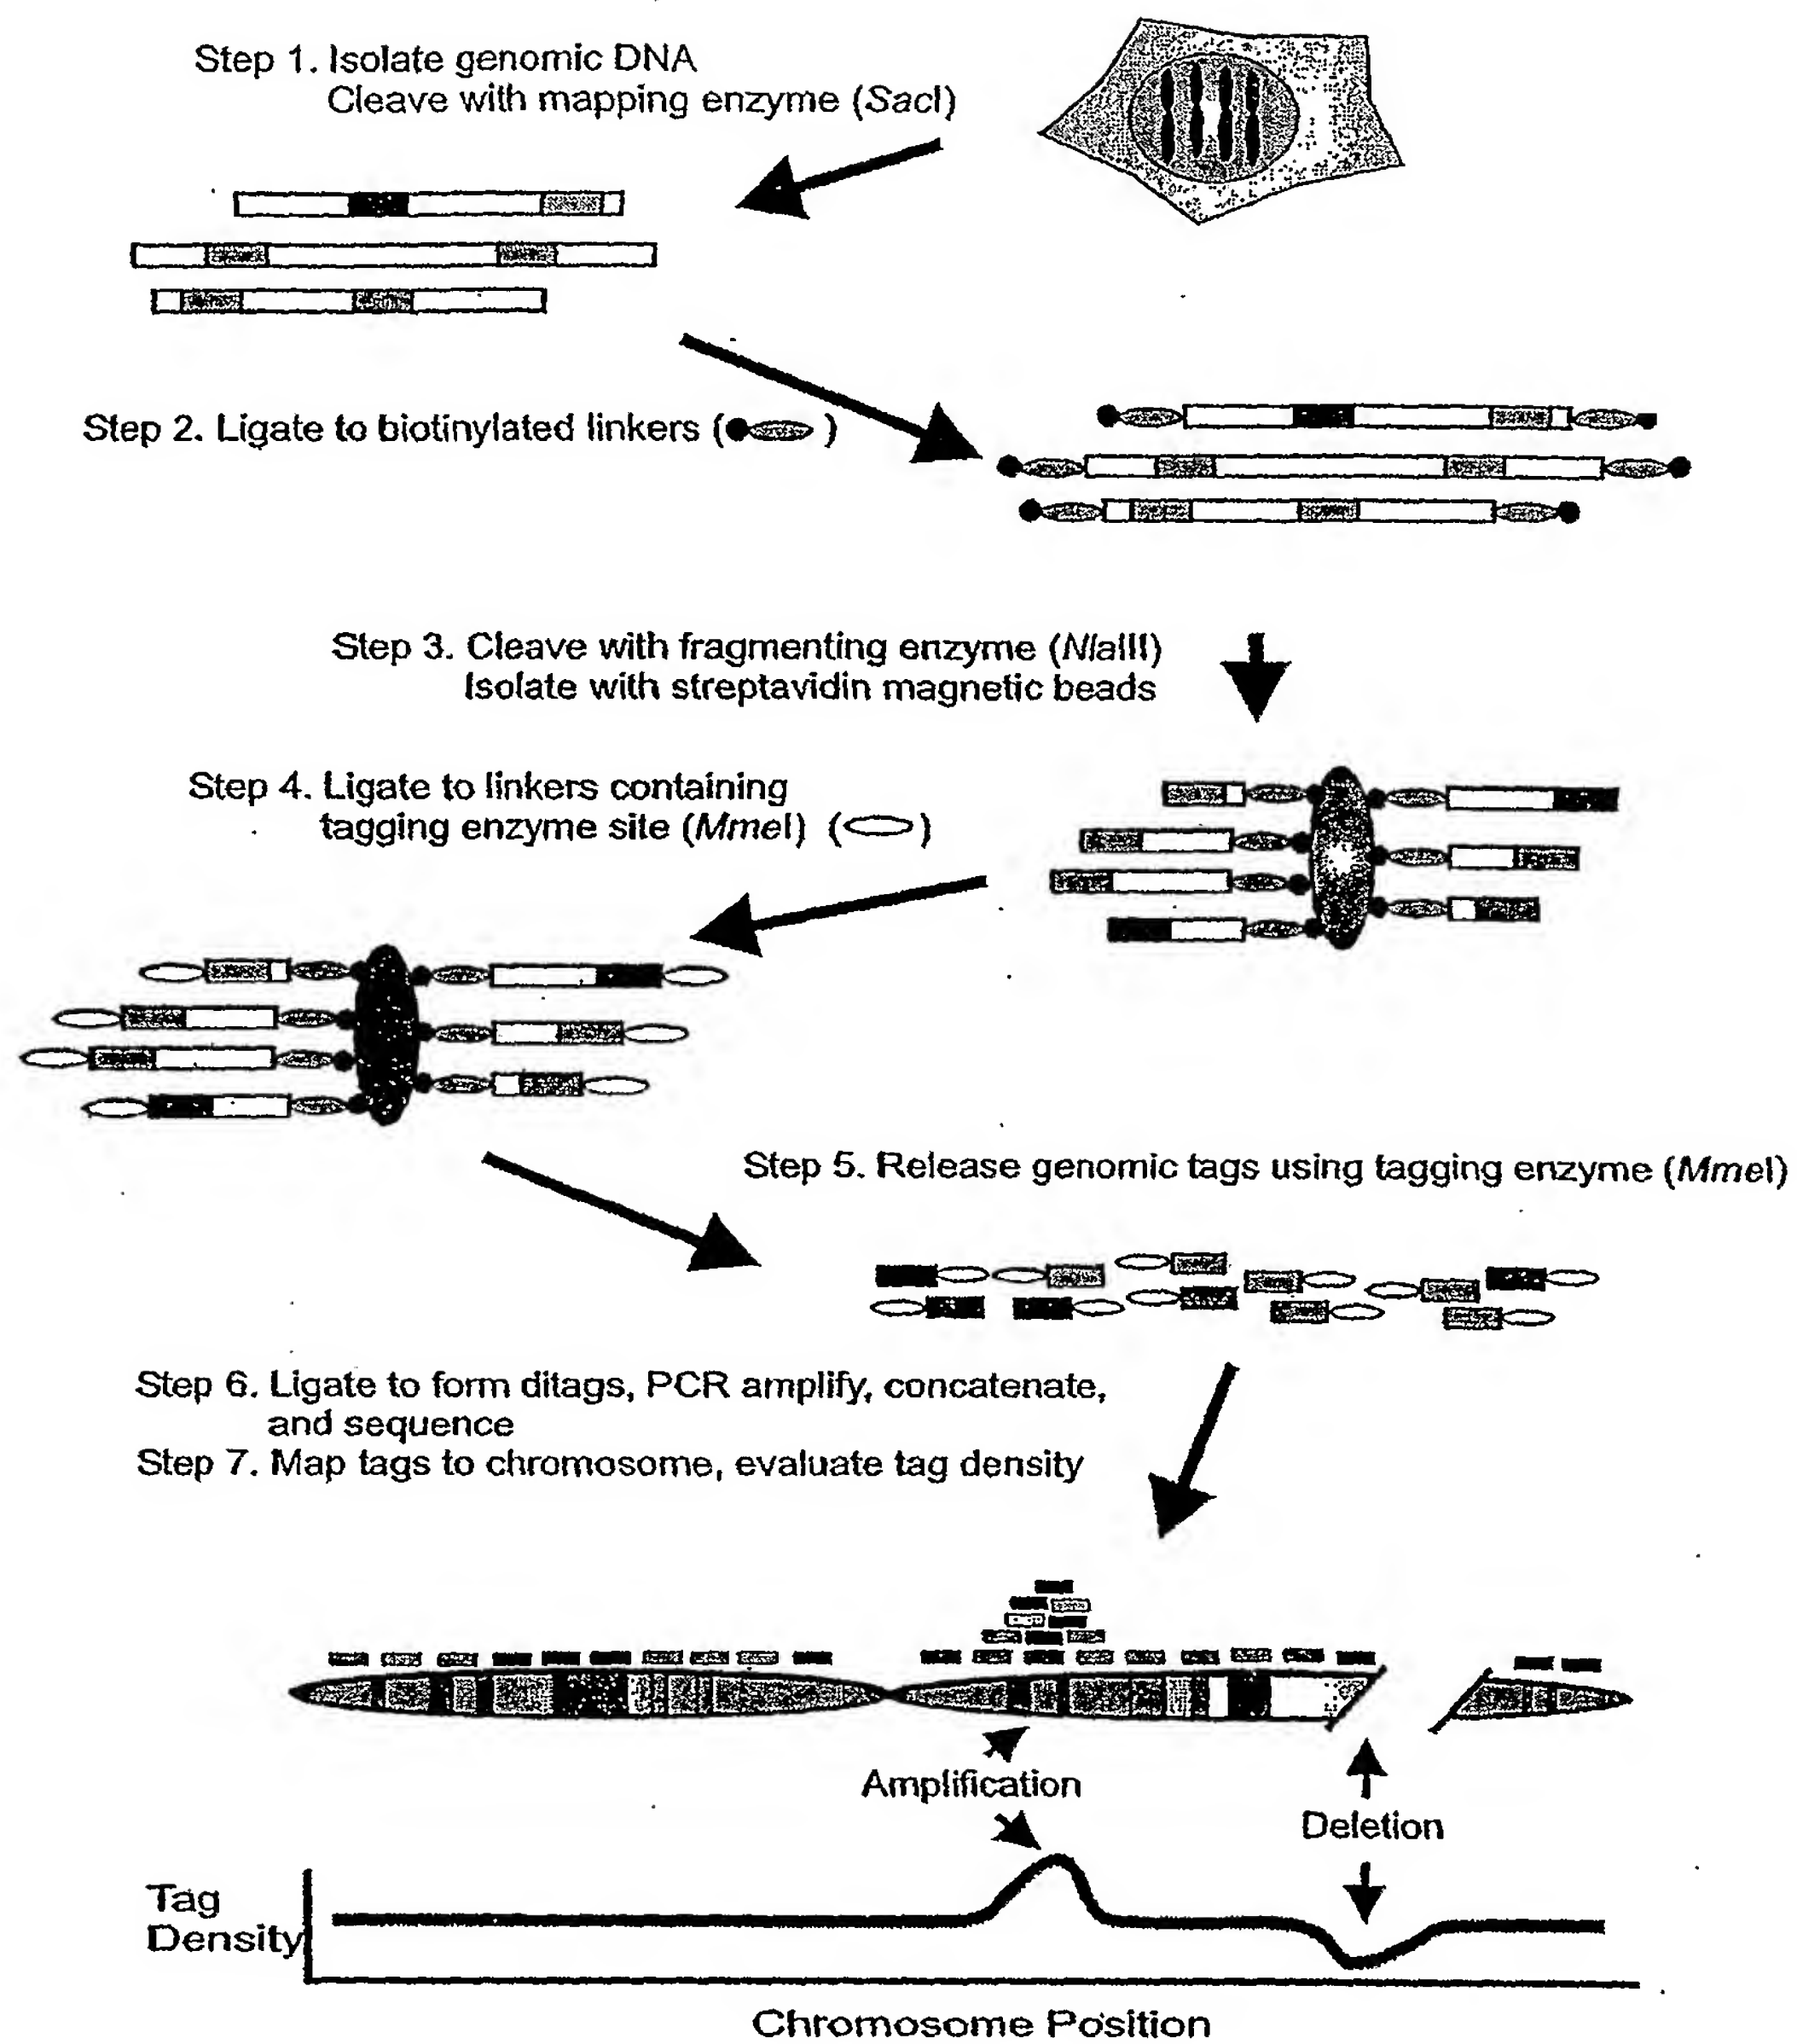 Step 1. Isolate genomic DNA
Cleave with mapping enzyme (SacI)
Step 2. Ligate to biotinylated linkers ( )
Step 3. Cleave with fragmenting enzyme (NlaIII)
Isolate with streptavidin magnetic beads
Step 4. Ligate to linkers containing
tagging enzyme site (MmeI) ( )
Step 5. Release genomic tags using tagging enzyme (MmeI)
Step 6. Ligate to form ditags, PCR amplify, concatenate,
and sequence
Step 7. Map tags to chromosome, evaluate tag density
Amplification
Deletion
Tag
Density
Chromosome Position